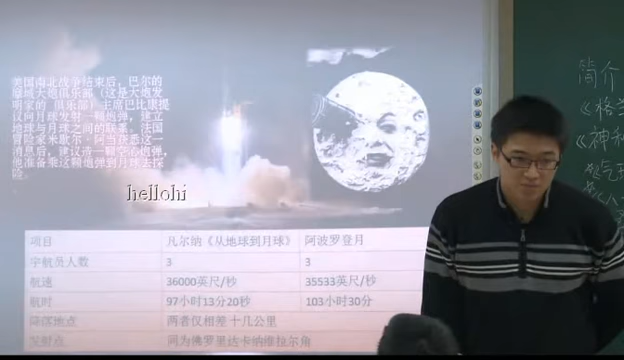 美国南北战争结束后，巴尔的
摩城大炮俱乐部（这是大炮发
明家的 俱乐部）主席巴比康提
议向月球发射一颗炮弹，建立
地球与月球之间的联系。法国
冒险家米歇尔·阿当获悉这一
消息后，建议造一颗空心炮弹，
他准备乘这颗炮弹到月球去探
险。
hellohi
项目 凡尔纳《从地球到月球》 阿波罗登月
宇航员人数 3 3
航速 36000英尺/秒 35533英尺/秒
航时 97小时13分20秒 103小时30分
降落地点 两者仅相差十几公里
发射点 同为佛罗里达卡纳维拉尔角
简介
《格兰
《神秘